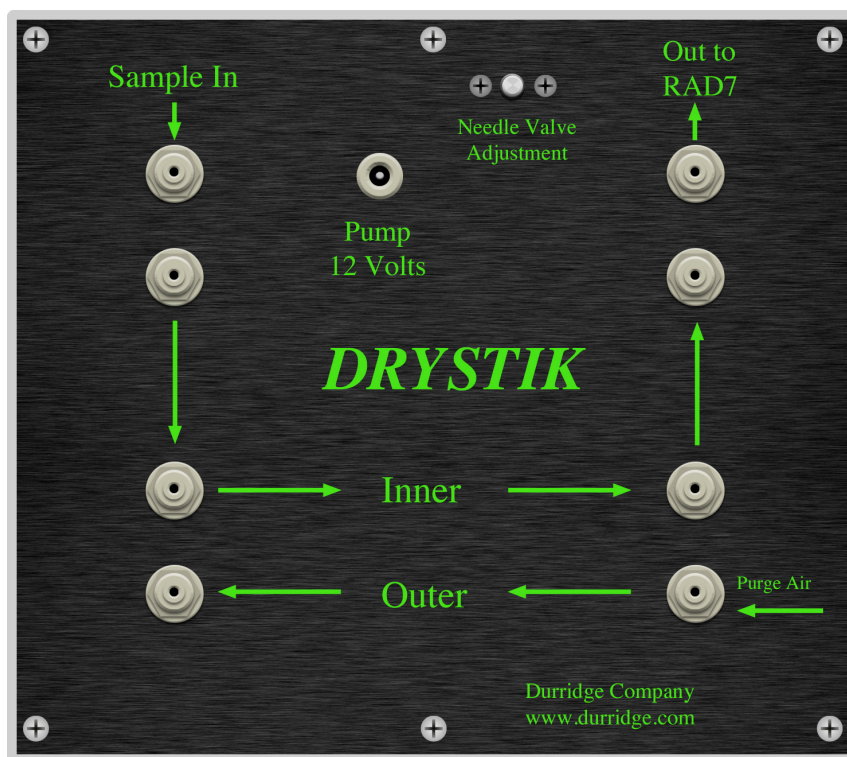 Sample In
Out to
RAD7
Needle Valve
Adjustment
Pump
12 Volts
DRYSTIK
Inner
Outer
Purge Air
Durridge Company
www.durridge.com